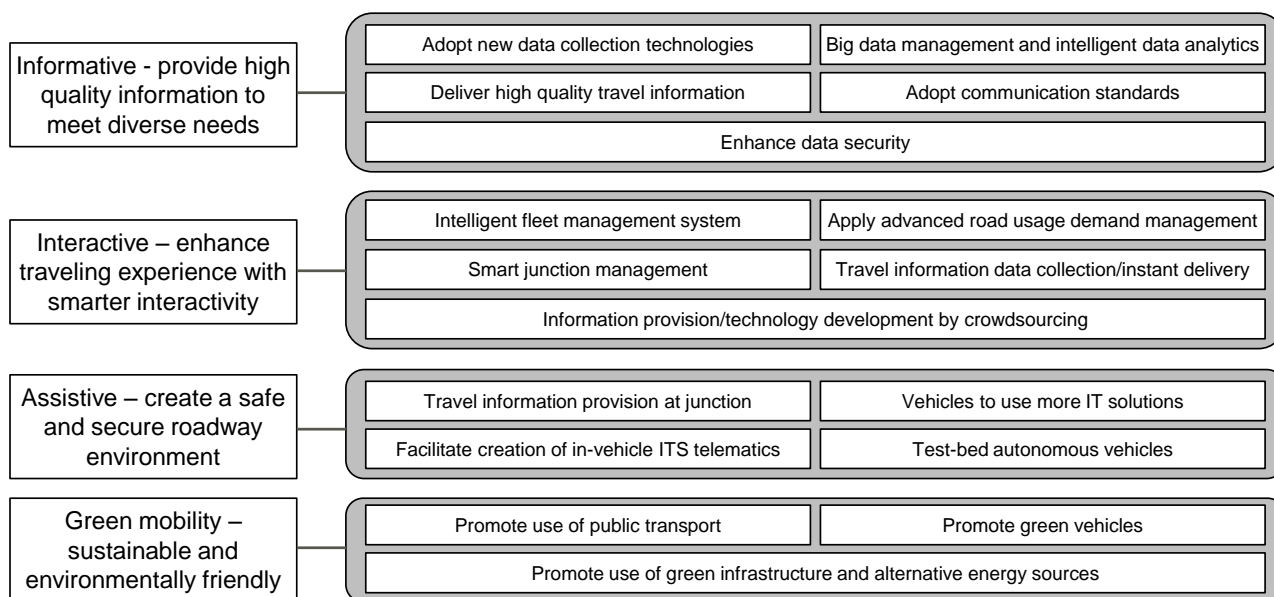 Informative - provide high
quality information to
meet diverse needs
Adopt new data collection technologies
Big data management and intelligent data analytics
Deliver high quality travel information
Adopt communication standards
Enhance data security
Interactive – enhance
traveling experience with
smarter interactivity
Intelligent fleet management system
Apply advanced road usage demand management
Smart junction management
Travel information data collection/instant delivery
Information provision/technology development by crowdsourcing
Assistive – create a safe
and secure roadway
environment
Travel information provision at junction
Vehicles to use more IT solutions
Facilitate creation of in-vehicle ITS telematics
Test-bed autonomous vehicles
Green mobility –
sustainable and
environmentally friendly
Promote use of public transport
Promote green vehicles
Promote use of green infrastructure and alternative energy sources